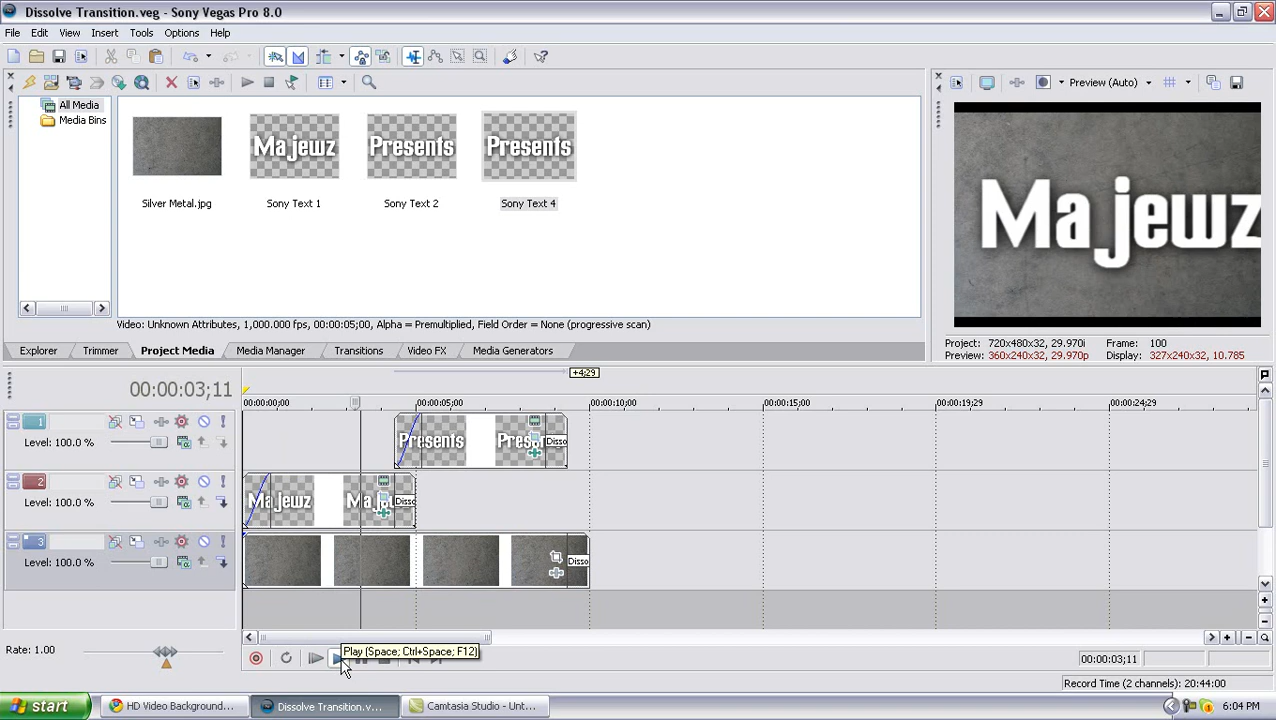 Dissolve Transition.veg - Sony Vegas Pro 8.0
File Edit View Insert Tools Options Help
All Media
Media Bins
Majewz
Presents
Presents
Silver Metal.jpg
Sony Text 1
Sony Text 2
Sony Text 4
Video: Unknown Attributes, 1,000.000 fps, 00:00:05;00, Alpha = Premultiplied, Field Order = None (progressive scan)
Explorer
Trimmer
Project Media
Media Manager
Transitions
Video FX
Media Generators
Preview (Auto)
Majewz
Project: 720x480x32, 29.970i
Frame: 100
Preview: 360x240x32, 29.970p
Display: 327x240x32, 10.785
+4;29
00:00:03;11
00:00:00;00
00:00:05;00
00:00:10;00
00:00:15;00
00:00:19;29
00:00:24;29
1
Level: 100.0 %
Presents
2
Level: 100.0 %
Majewz
3
Level: 100.0 %
Rate: 1.00
Play (Space; Ctrl+Space; F12)
00:00:03;11
Record Time (2 channels): 20:44:00
start
HD Video Background...
Dissolve Transition.v...
Camtasia Studio - Unt...
6:04 PM